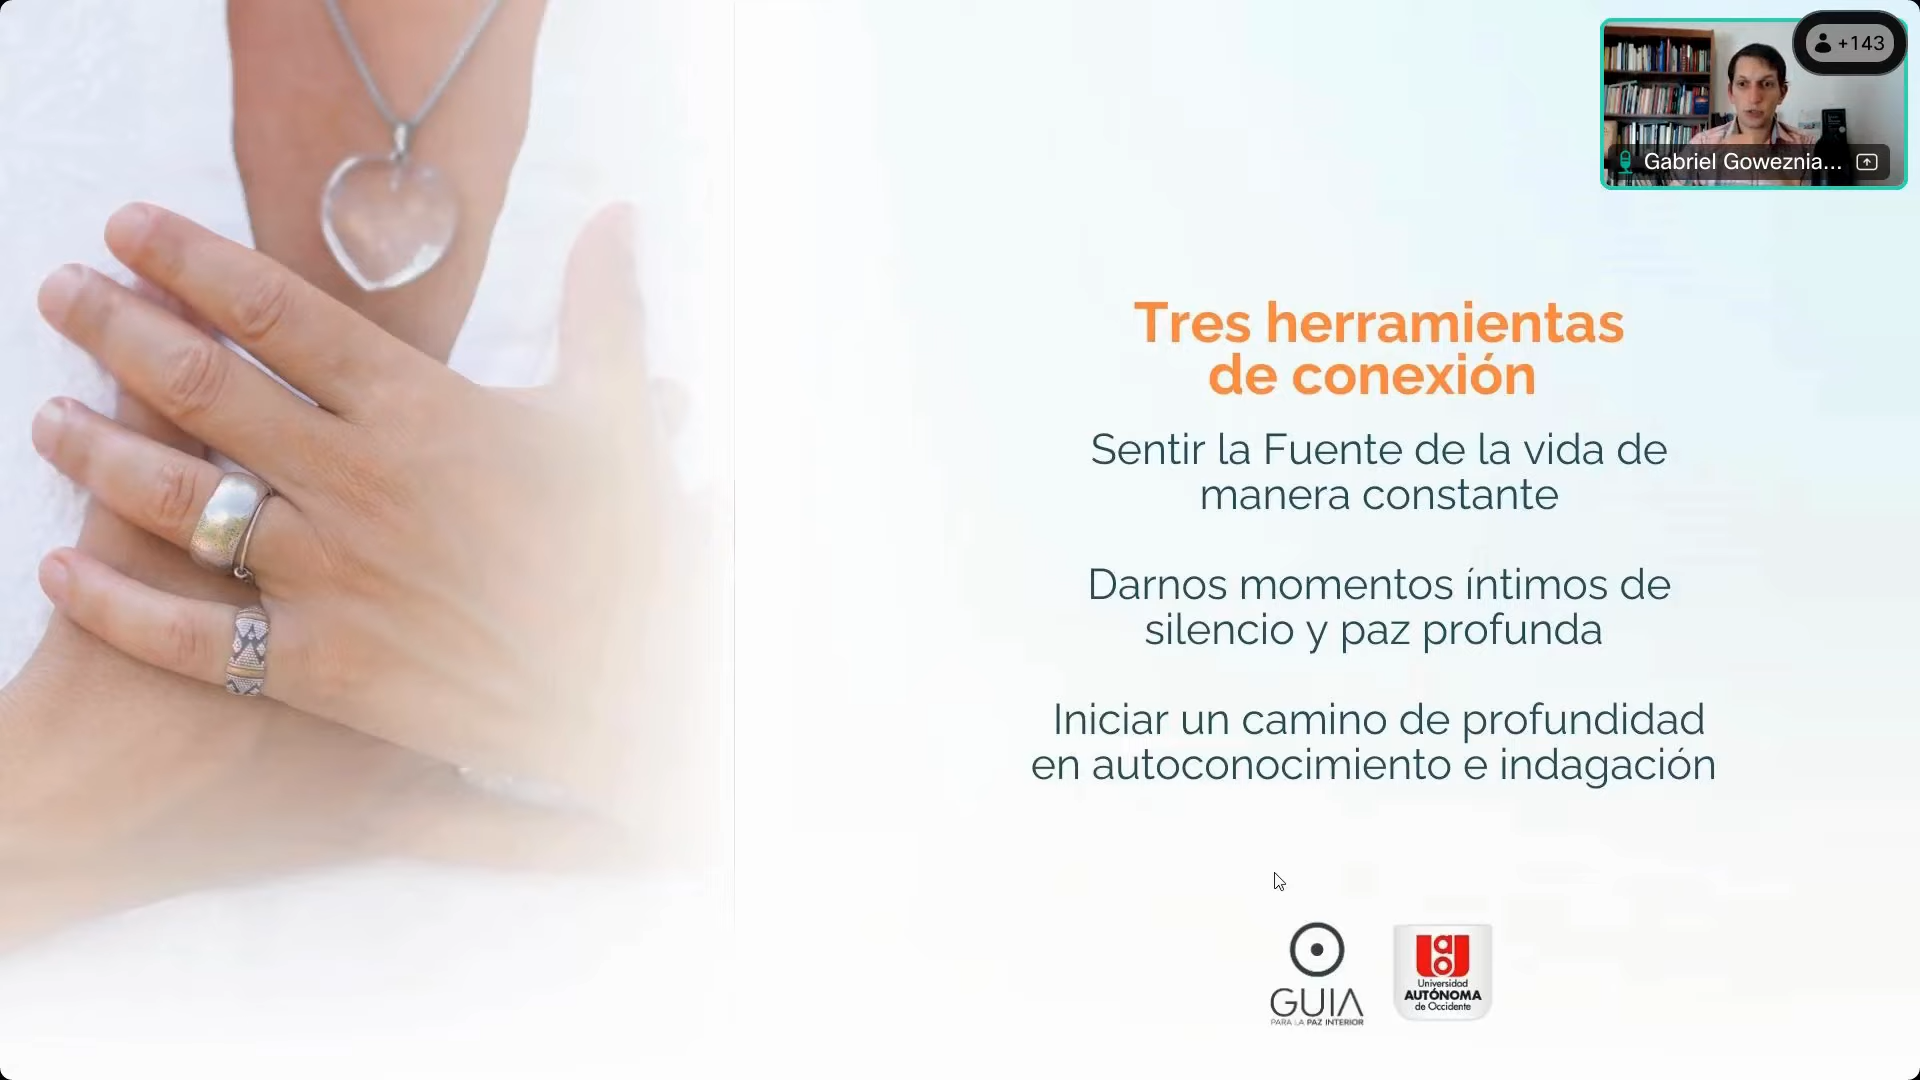 +143
Gabriel Goweznia...
Tres herramientas
de conexión
Sentir la Fuente de la vida de
manera constante
Darnos momentos íntimos de
silencio y paz profunda
Iniciar un camino de profundidad
en autoconocimiento e indagación
GUIA
PARA LA PAZ INTERIOR
uao
Universidad
AUTÓNOMA
de Occidente